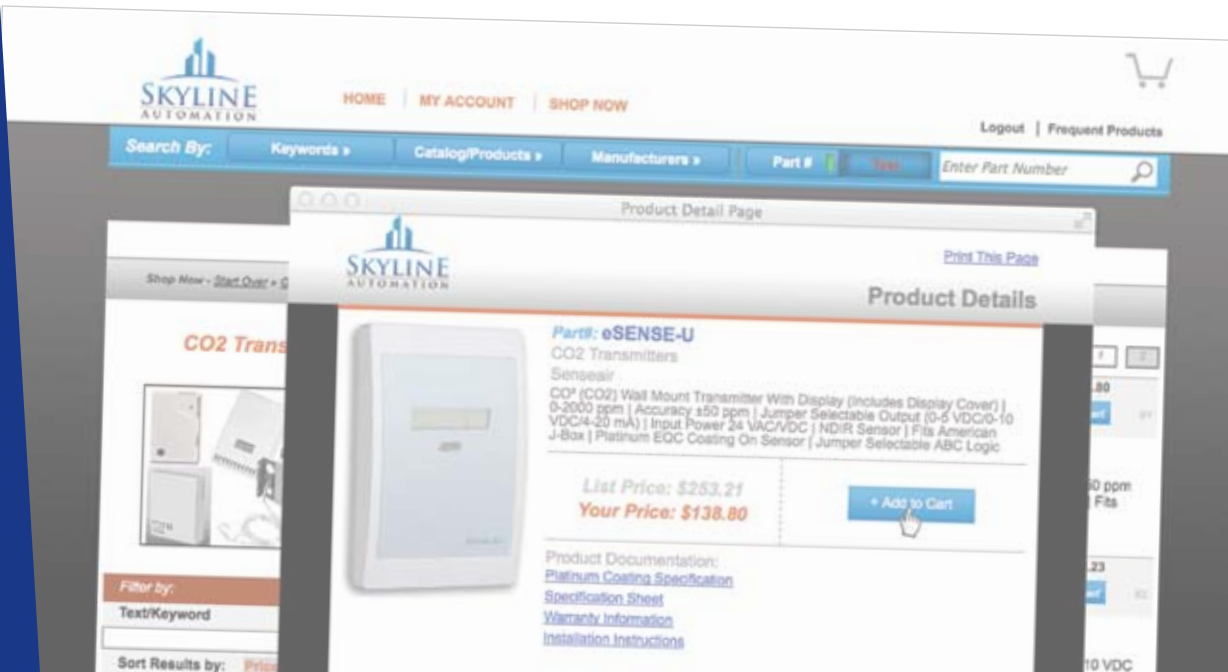 SKYLINE
AUTOMATION
HOME | MY ACCOUNT | SHOP NOW
Logout | Frequent Products
Search By: Keywords » Catalog/Products » Manufacturers » Part # Text Enter Part Number
Product Detail Page
SKYLINE
AUTOMATION
Print This Page
Shop Now - Start Over »
Product Details
CO2 Trans
Part#: eSENSE-U
CO2 Transmitters
Senseair
CO² (CO2) Wall Mount Transmitter With Display (Includes Display Cover) |
0-2000 ppm | Accuracy ±50 ppm | Jumper Selectable Output (0-5 VDC/0-10
VDC/4-20 mA) | Input Power 24 VAC/VDC | NDIR Sensor | Fits American
J-Box | Platinum EQC Coating On Sensor | Jumper Selectable ABC Logic
.80
List Price: $253.21
Your Price: $138.80
+ Add to Cart
50 ppm
| Fits
Product Documentation:
Platinum Coating Specification
Specification Sheet
Warranty Information
Installation Instructions
.23
Filter by:
Text/Keyword
Sort Results by: Price
10 VDC